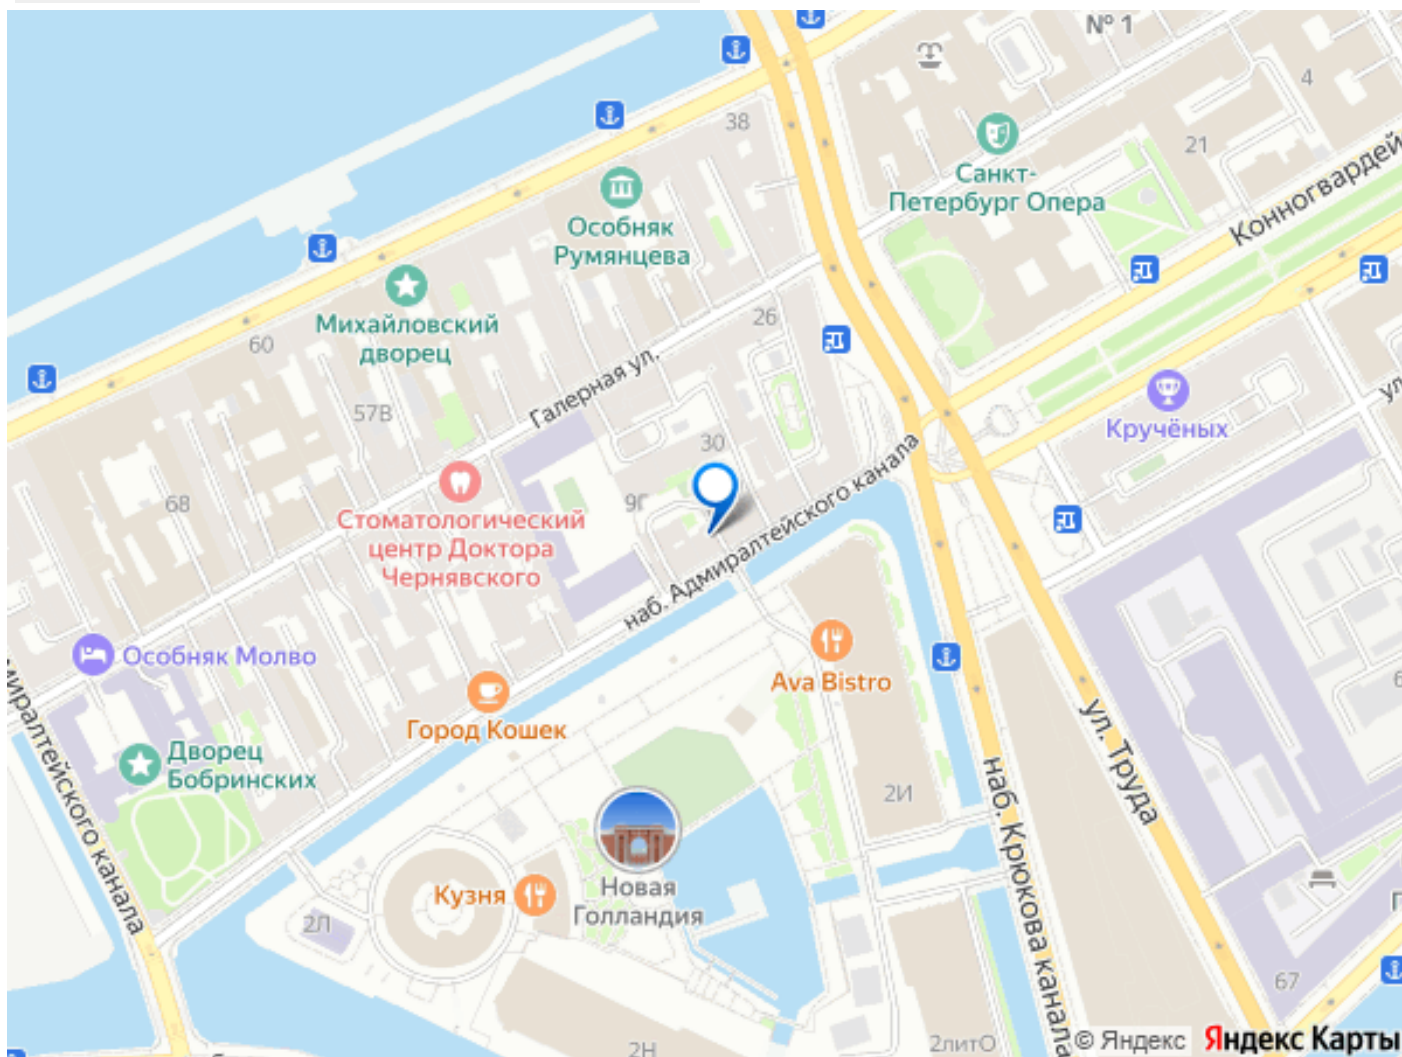 № 1
4
38
21
Санкт-
Петербург Опера
Конногвардей
Особняк
Румянцева
Михайловский
дворец
26
60
Галерная ул.
57В
Кручёных
ул
30
68
9Г
наб. Адмиралтейского канала
Стоматологический
центр Доктора
Чернявского
Особняк Молво
Ava Bistro
6
Город Кошек
миралтейского канала
Дворец
Бобринских
ул. Труда
наб. Крюкова канала
2И
Новая
Голландия
Кузня
2Л
Г
67
2Н
2литО
© Яндекс
Яндекс Карты